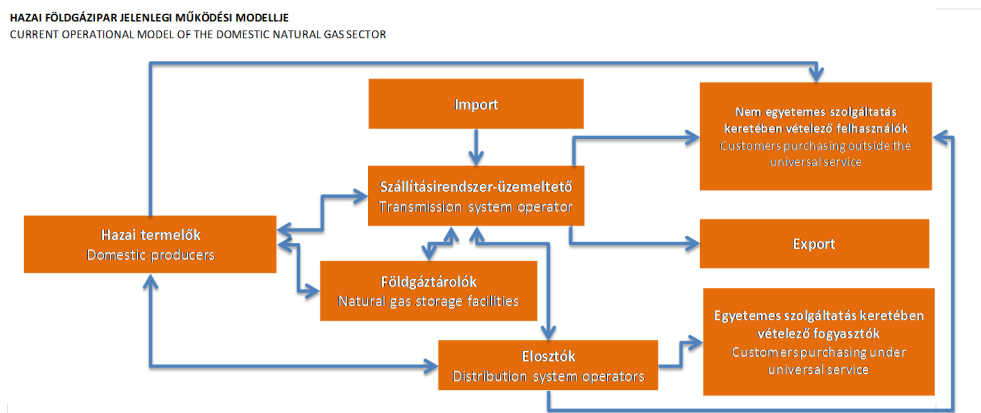 HAZAI FÖLDGÁZIPAR JELENLEGI MŰKÖDÉSI MODELLJE
CURRENT OPERATIONAL MODEL OF THE DOMESTIC NATURAL GAS SECTOR
Import
Nem egyetemes szolgáltatás
keretében vételező felhasználók
Customers purchasing outside the
universal service
Szállításirendszer-üzemeltető
Transmission system operator
Hazai termelők
Domestic producers
Export
Földgáztárolók
Natural gas storage facilities
Egyetemes szolgáltatás keretében
vételező fogyasztók
Customers purchasing under
universal service
Elosztók
Distribution system operators